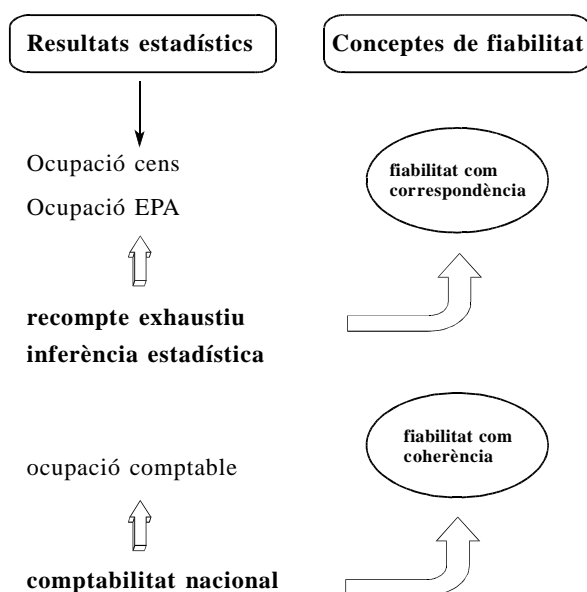 Resultats estadístics
Conceptes de fiabilitat
Ocupació cens
Ocupació EPA
fiabilitat com
correspondència
recompte exhaustiu
inferència estadística
fiabilitat com
coherència
ocupació comptable
comptabilitat nacional